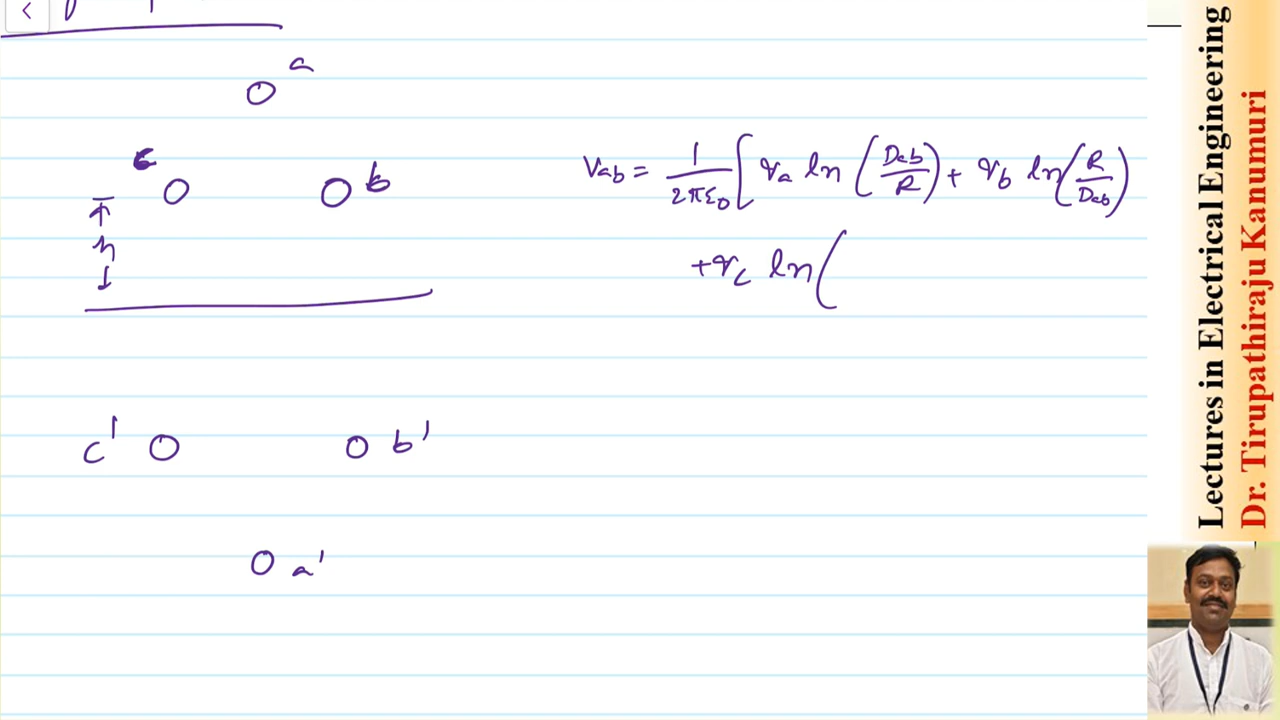 a
c
b
h
c'
b'
a'
Vab = 1/2πε0 [ qa ln (Dab/R) + qb ln (R/Dab)
+ qc ln (
Lectures in Electrical Engineering
Dr. Tirupathiraju Kanumuri